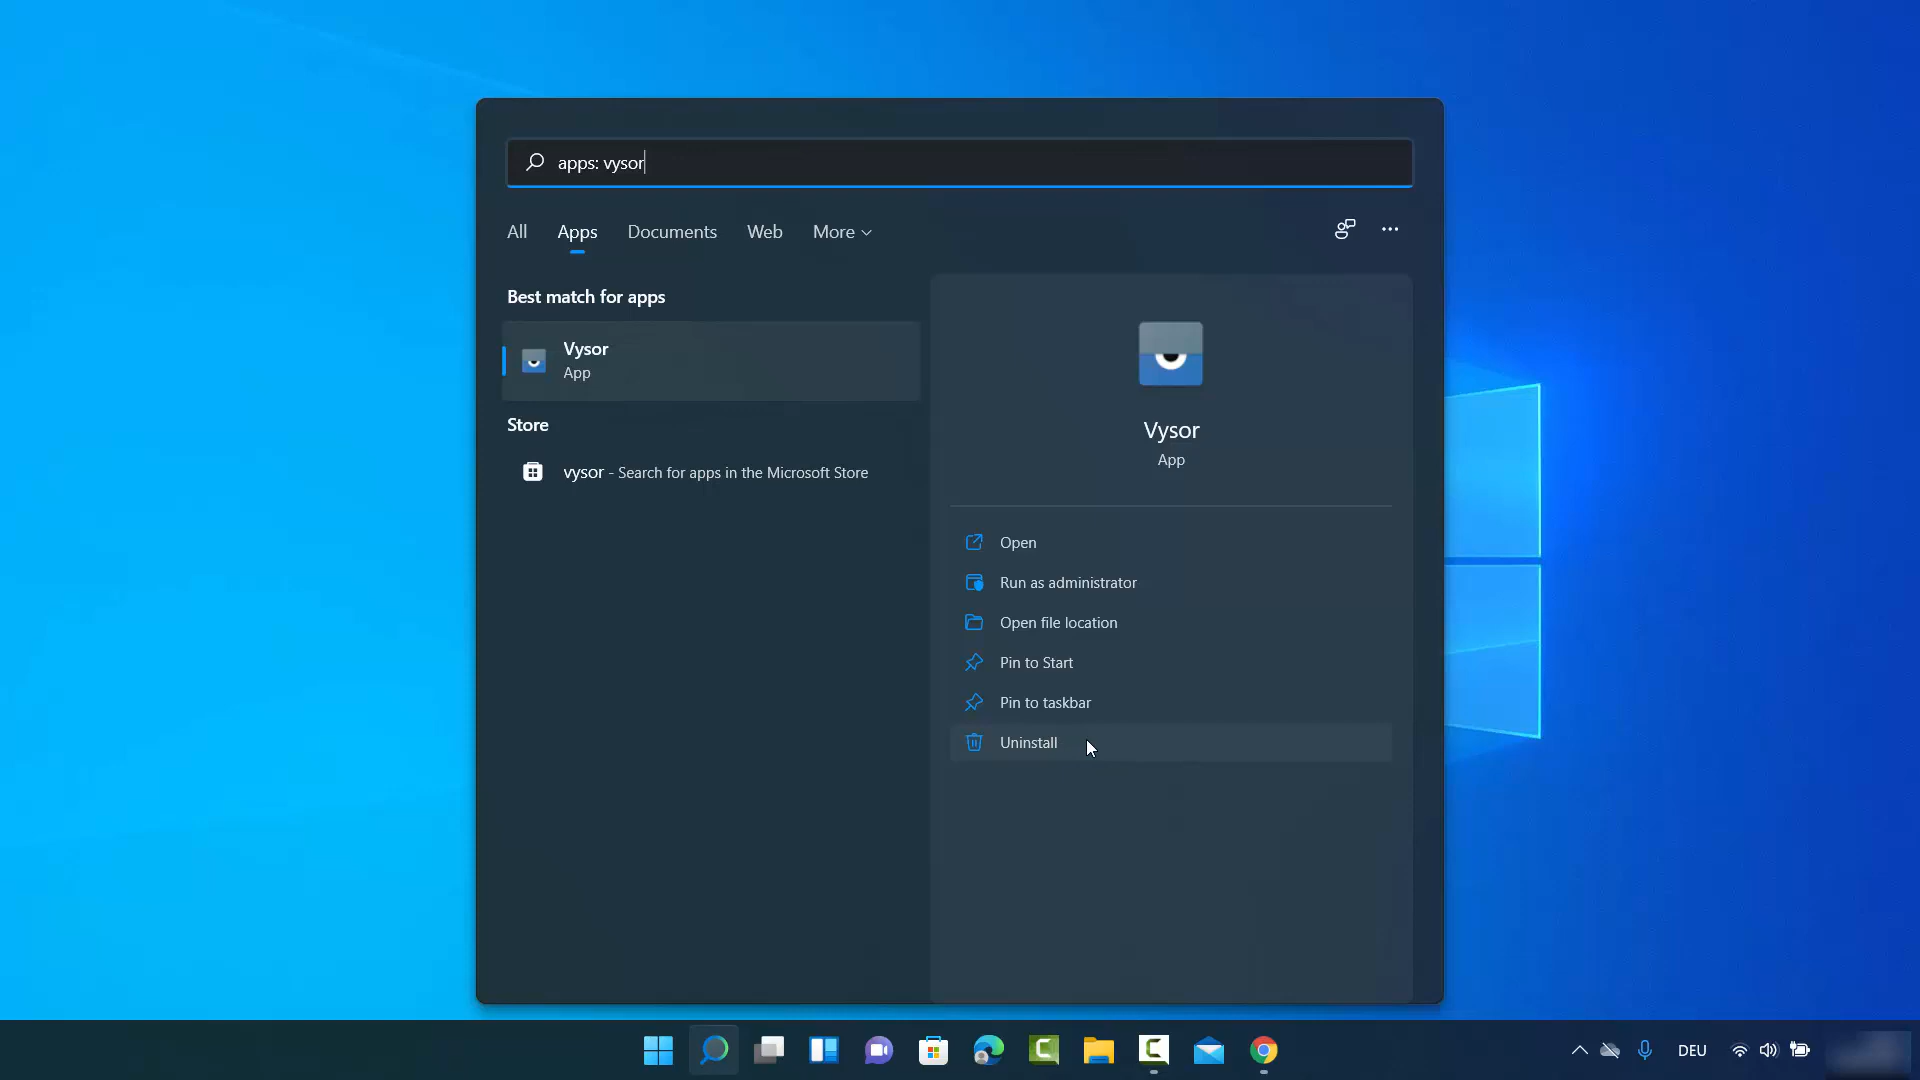 apps: vysor
All Apps Documents Web More
Best match for apps
Vysor
App
Store
vysor - Search for apps in the Microsoft Store
Vysor
App
Open
Run as administrator
Open file location
Pin to Start
Pin to taskbar
Uninstall
DEU